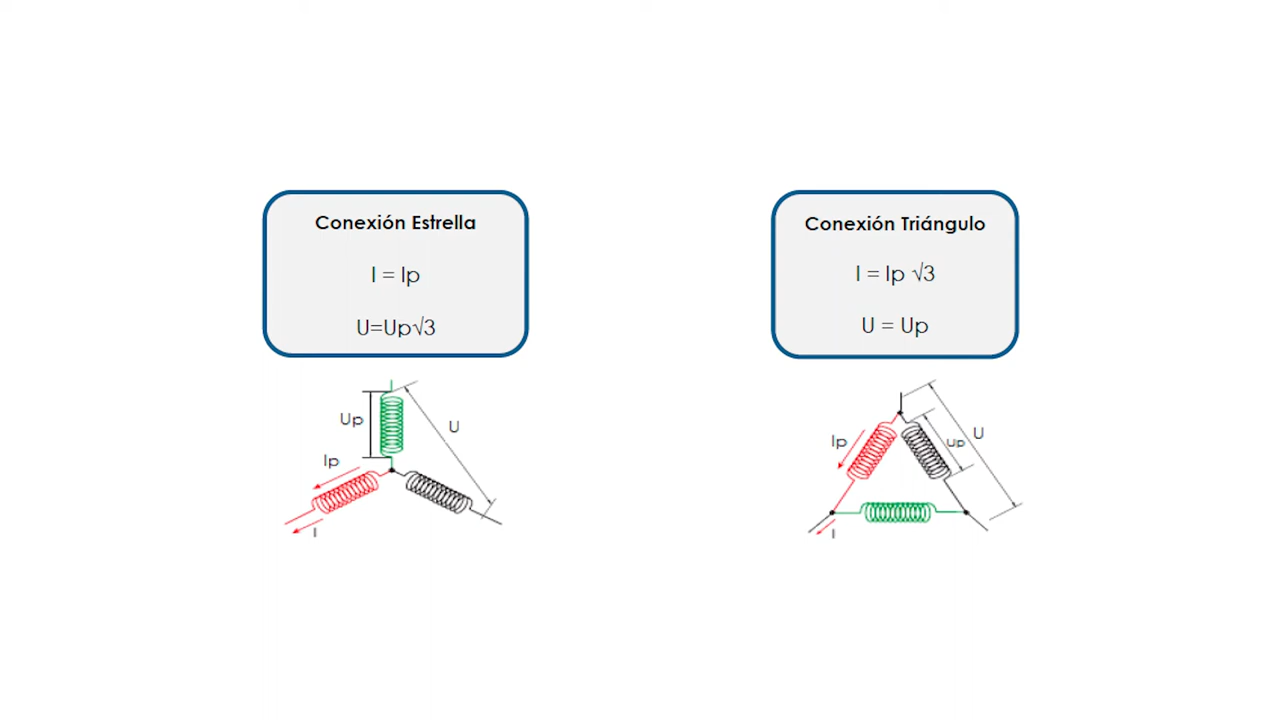 Conexión Estrella
I = Ip
U=Up√3
Conexión Triángulo
I = Ip √3
U = Up
Up
U
Ip
I
Ip
Up
U
I